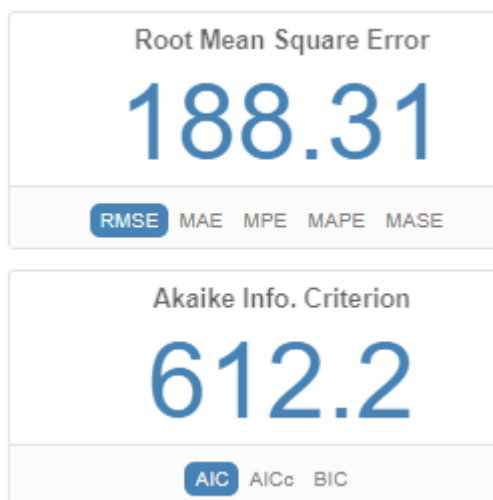 Root Mean Square Error
188.31
RMSE MAE MPE MAPE MASE
Akaike Info. Criterion
612.2
AIC AICc BIC